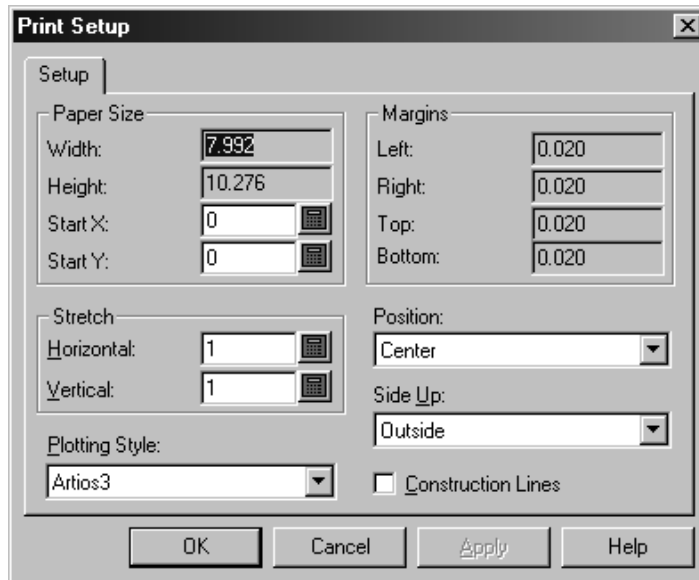 Print Setup
Setup
Paper Size
Width: 7.992
Height: 10.276
Start X: 0
Start Y: 0
Margins
Left: 0.020
Right: 0.020
Top: 0.020
Bottom: 0.020
Stretch
Horizontal: 1
Vertical: 1
Position:
Center
Side Up:
Outside
Plotting Style:
Artios3
Construction Lines
OK Cancel Apply Help